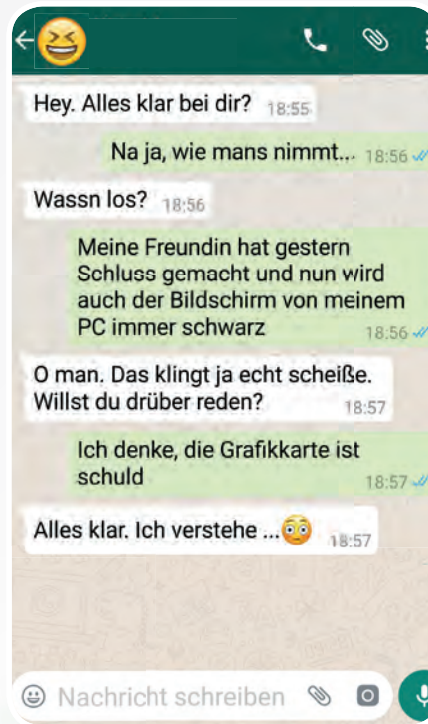 Hey. Alles klar bei dir? 18:55
Na ja, wie mans nimmt... 18:56
Wassn los? 18:56
Meine Freundin hat gestern
Schluss gemacht und nun wird
auch der Bildschirm von meinem
PC immer schwarz 18:56
O man. Das klingt ja echt scheiße.
Willst du drüber reden? 18:57
Ich denke, die Grafikkarte ist
schuld 18:57
Alles klar. Ich verstehe ... 18:57
Nachricht schreiben